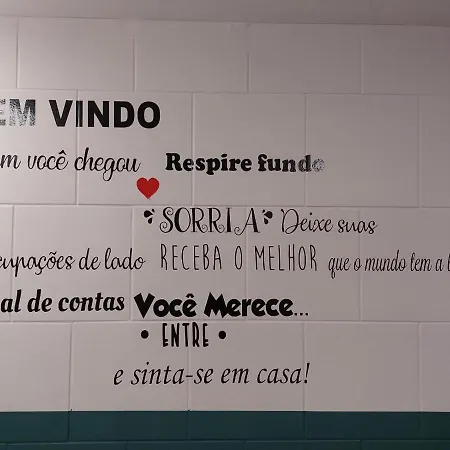 EM VINDO
m você chegou Respire fundo
SORRIA Deixe suas
cupações de lado RECEBA O MELHOR que o mundo tem a
al de contas Você Merece...
• ENTRE •
e sinta-se em casa!